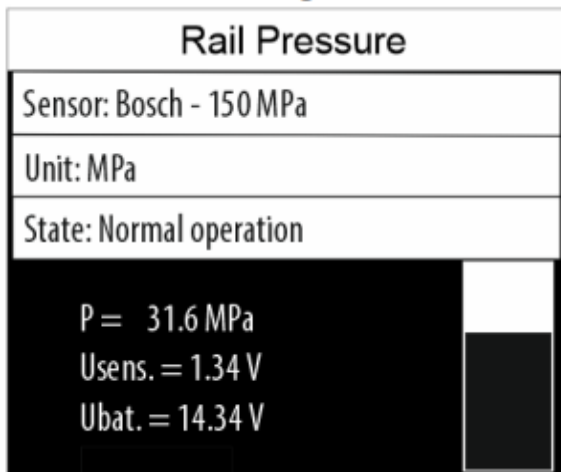 Rail Pressure
Sensor: Bosch - 150 MPa
Unit: MPa
State: Normal operation
P = 31.6 MPa
Usens. = 1.34 V
Ubat. = 14.34 V